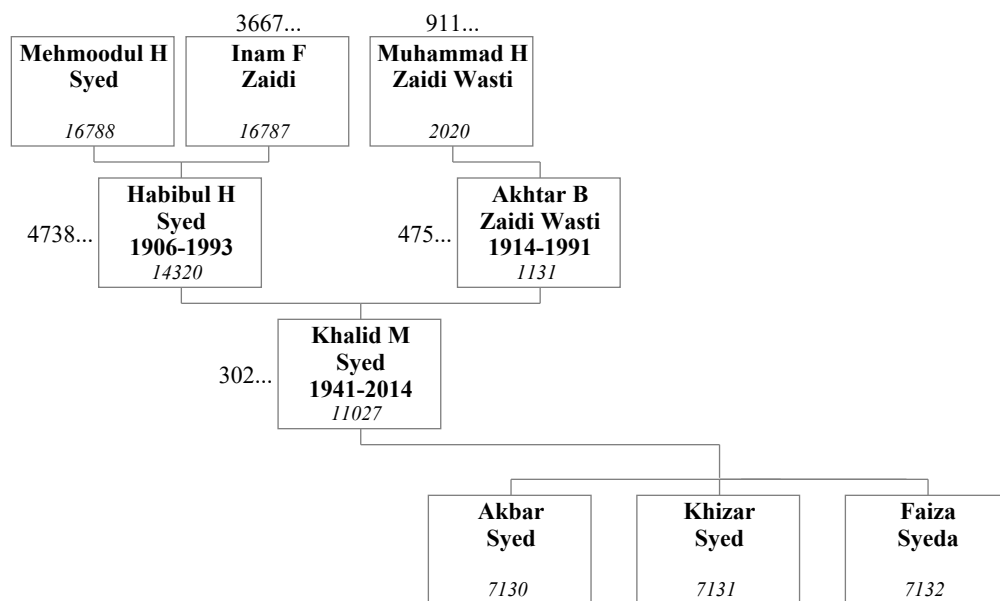 3667...
911...
Mehmoodul H
Syed
16788
Inam F
Zaidi
16787
Muhammad H
Zaidi Wasti
2020
4738...
Habibul H
Syed
1906-1993
14320
475...
Akhtar B
Zaidi Wasti
1914-1991
1131
302...
Khalid M
Syed
1941-2014
11027
Akbar
Syed
7130
Khizar
Syed
7131
Faiza
Syeda
7132